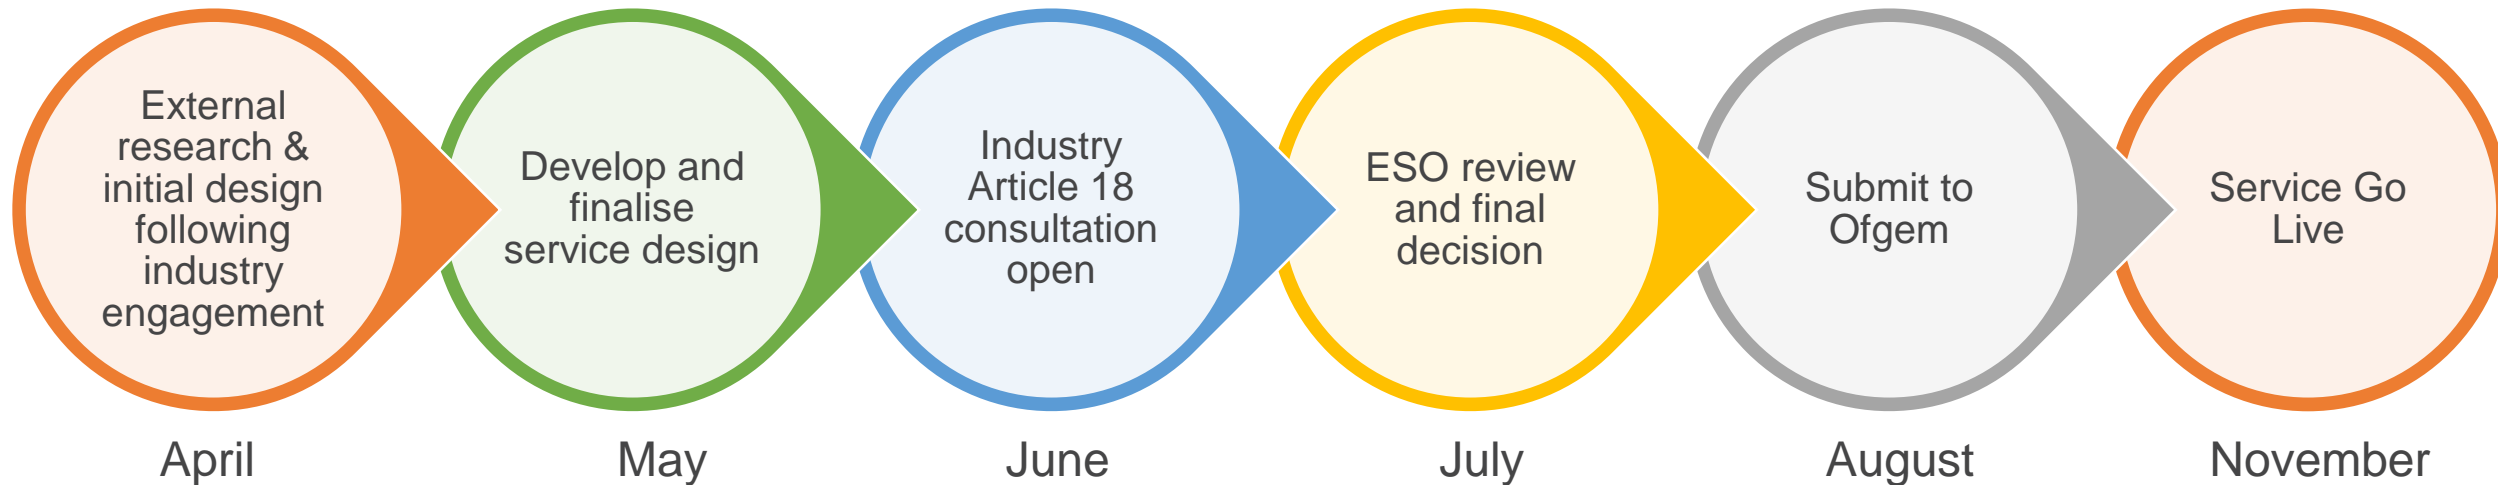 External
research &
initial design
following
industry
engagement
Develop and
finalise
service design
Industry
Article 18
consultation
open
ESO review
and final
decision
Submit to
Ofgem
Service Go
Live
April
May
June
July
August
November